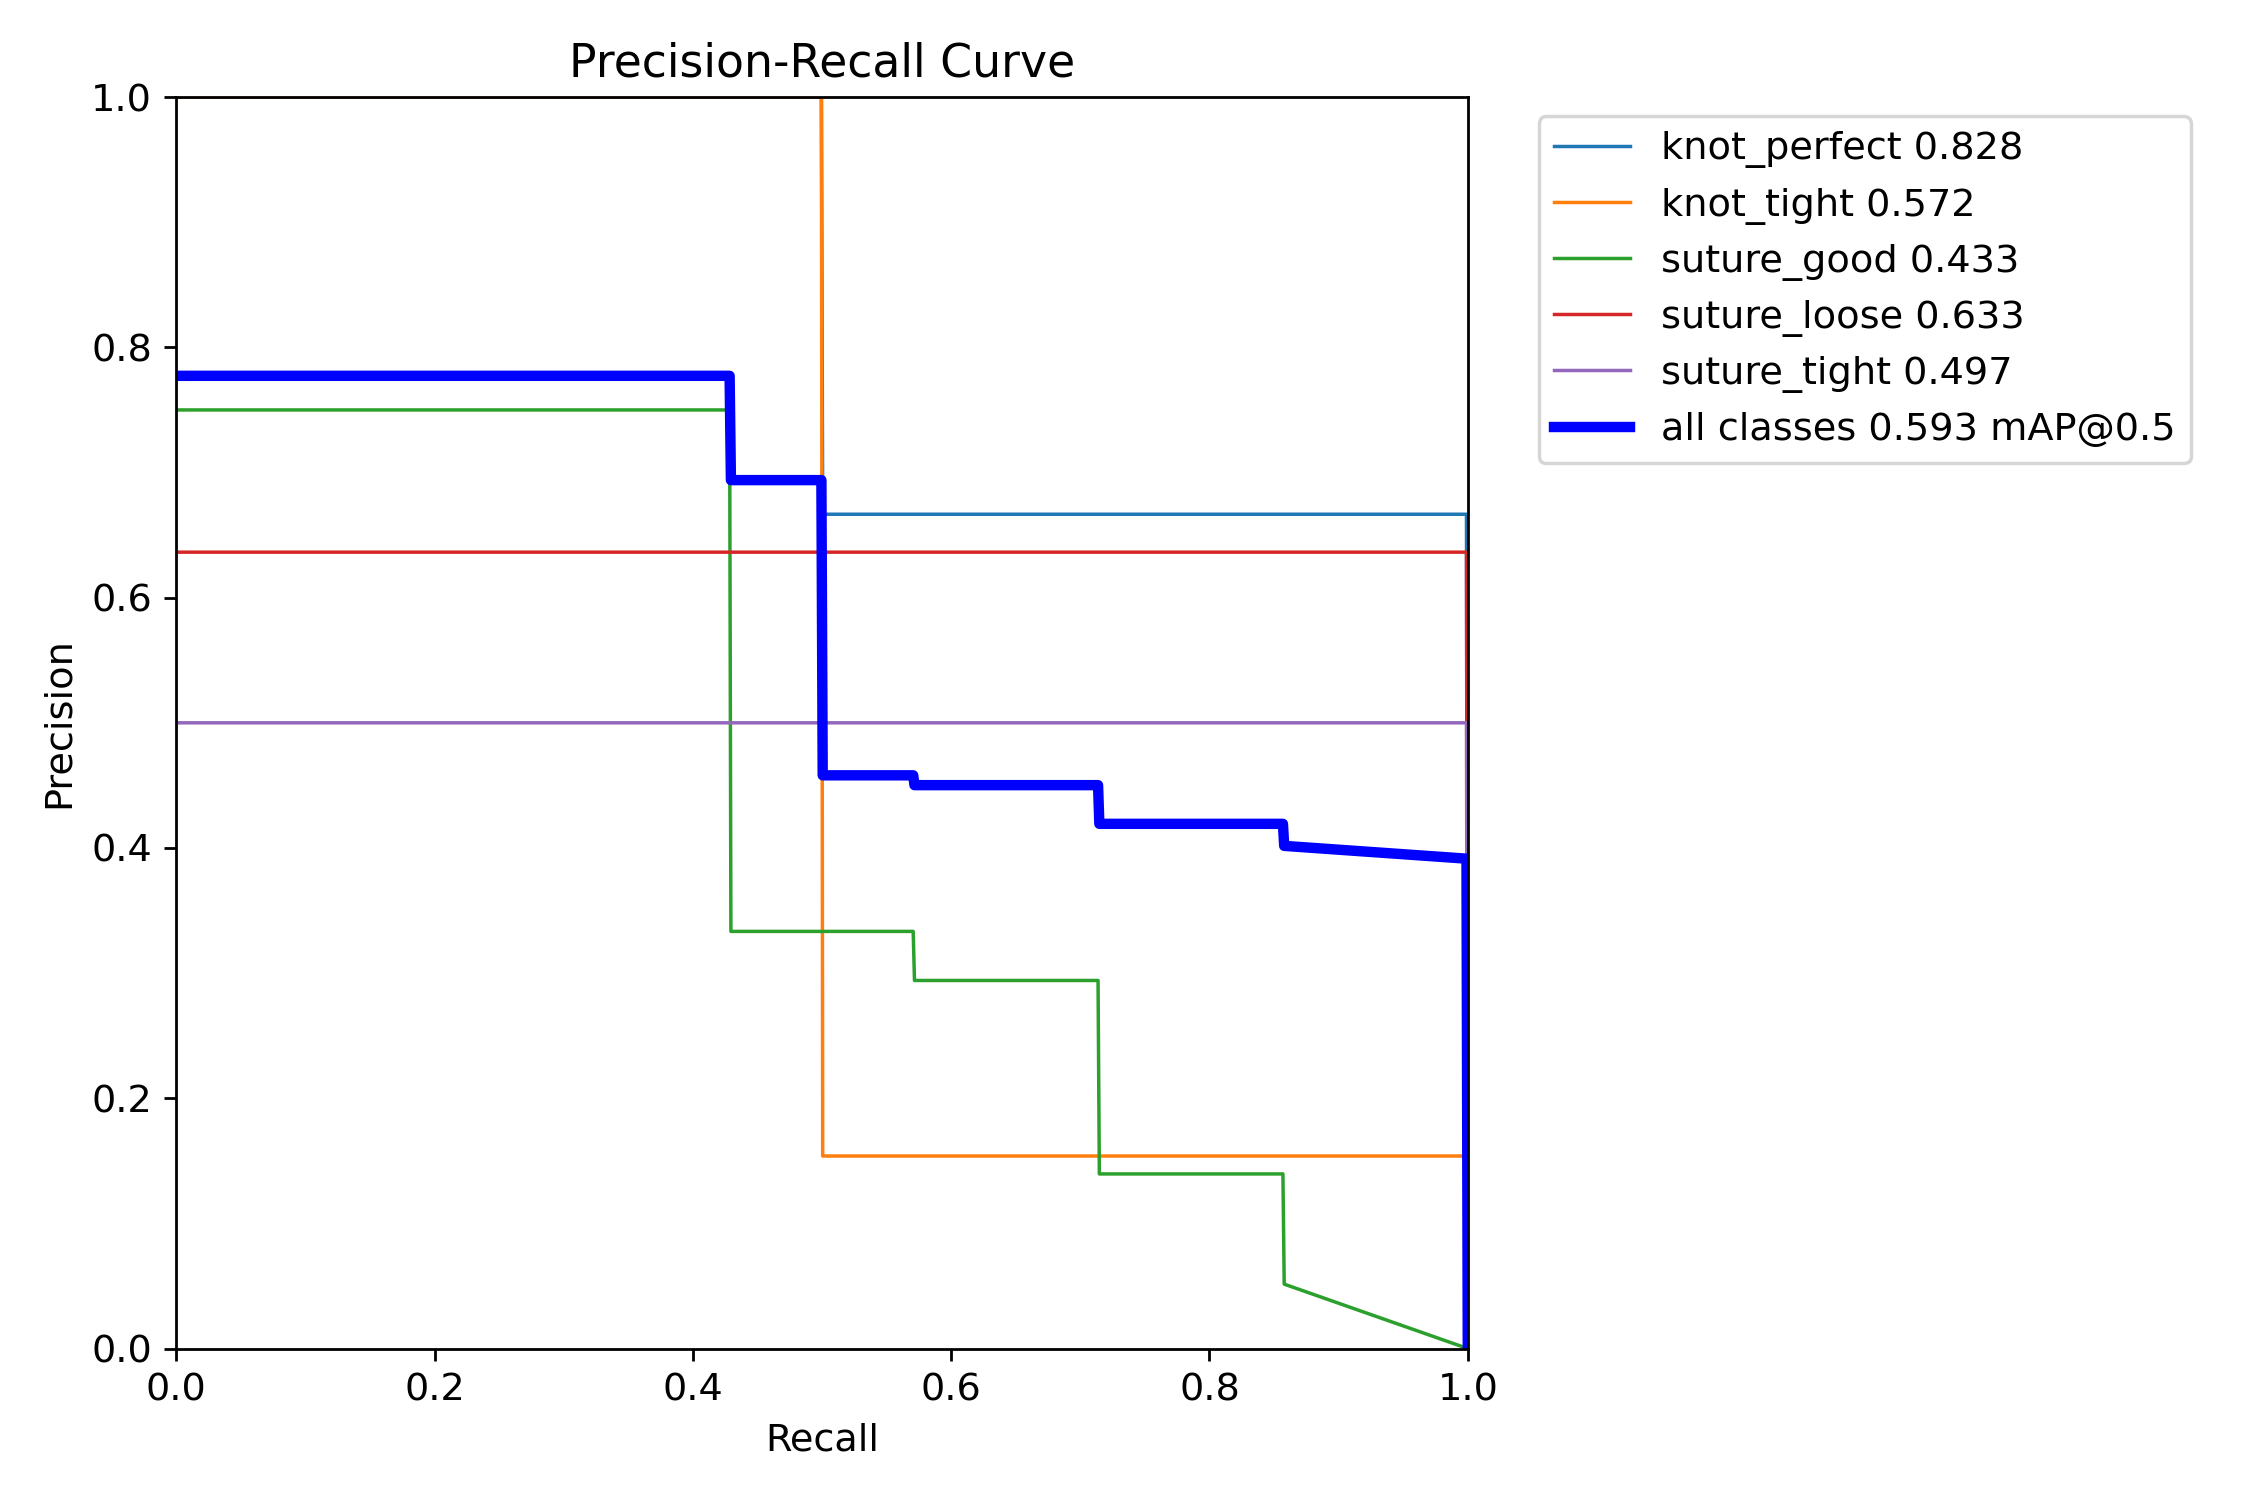 Precision-Recall Curve
1.0
0.8
0.6
0.4
0.2
0.0
Precision
0.0 0.2 0.4 0.6 0.8 1.0
Recall
knot_perfect 0.828
knot_tight 0.572
suture_good 0.433
suture_loose 0.633
suture_tight 0.497
all classes 0.593 mAP@0.5